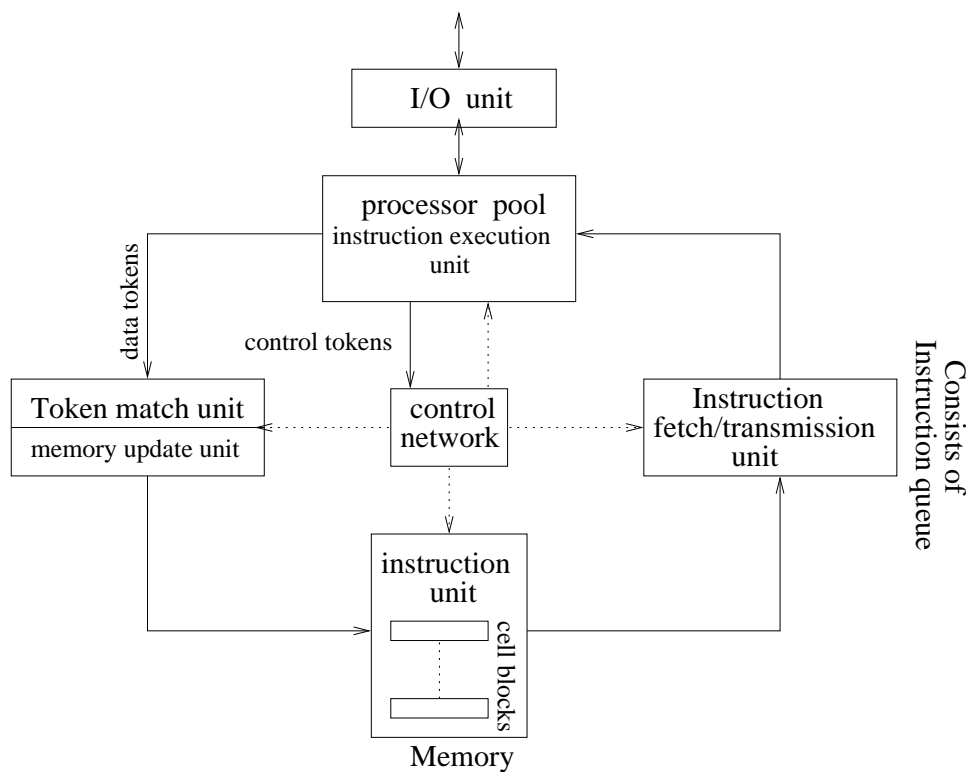 I/O unit
processor pool
instruction execution
unit
data tokens
control tokens
Token match unit
memory update unit
control
network
Instruction
fetch/transmission
unit
Consists of
Instruction queue
instruction
unit
cell blocks
Memory